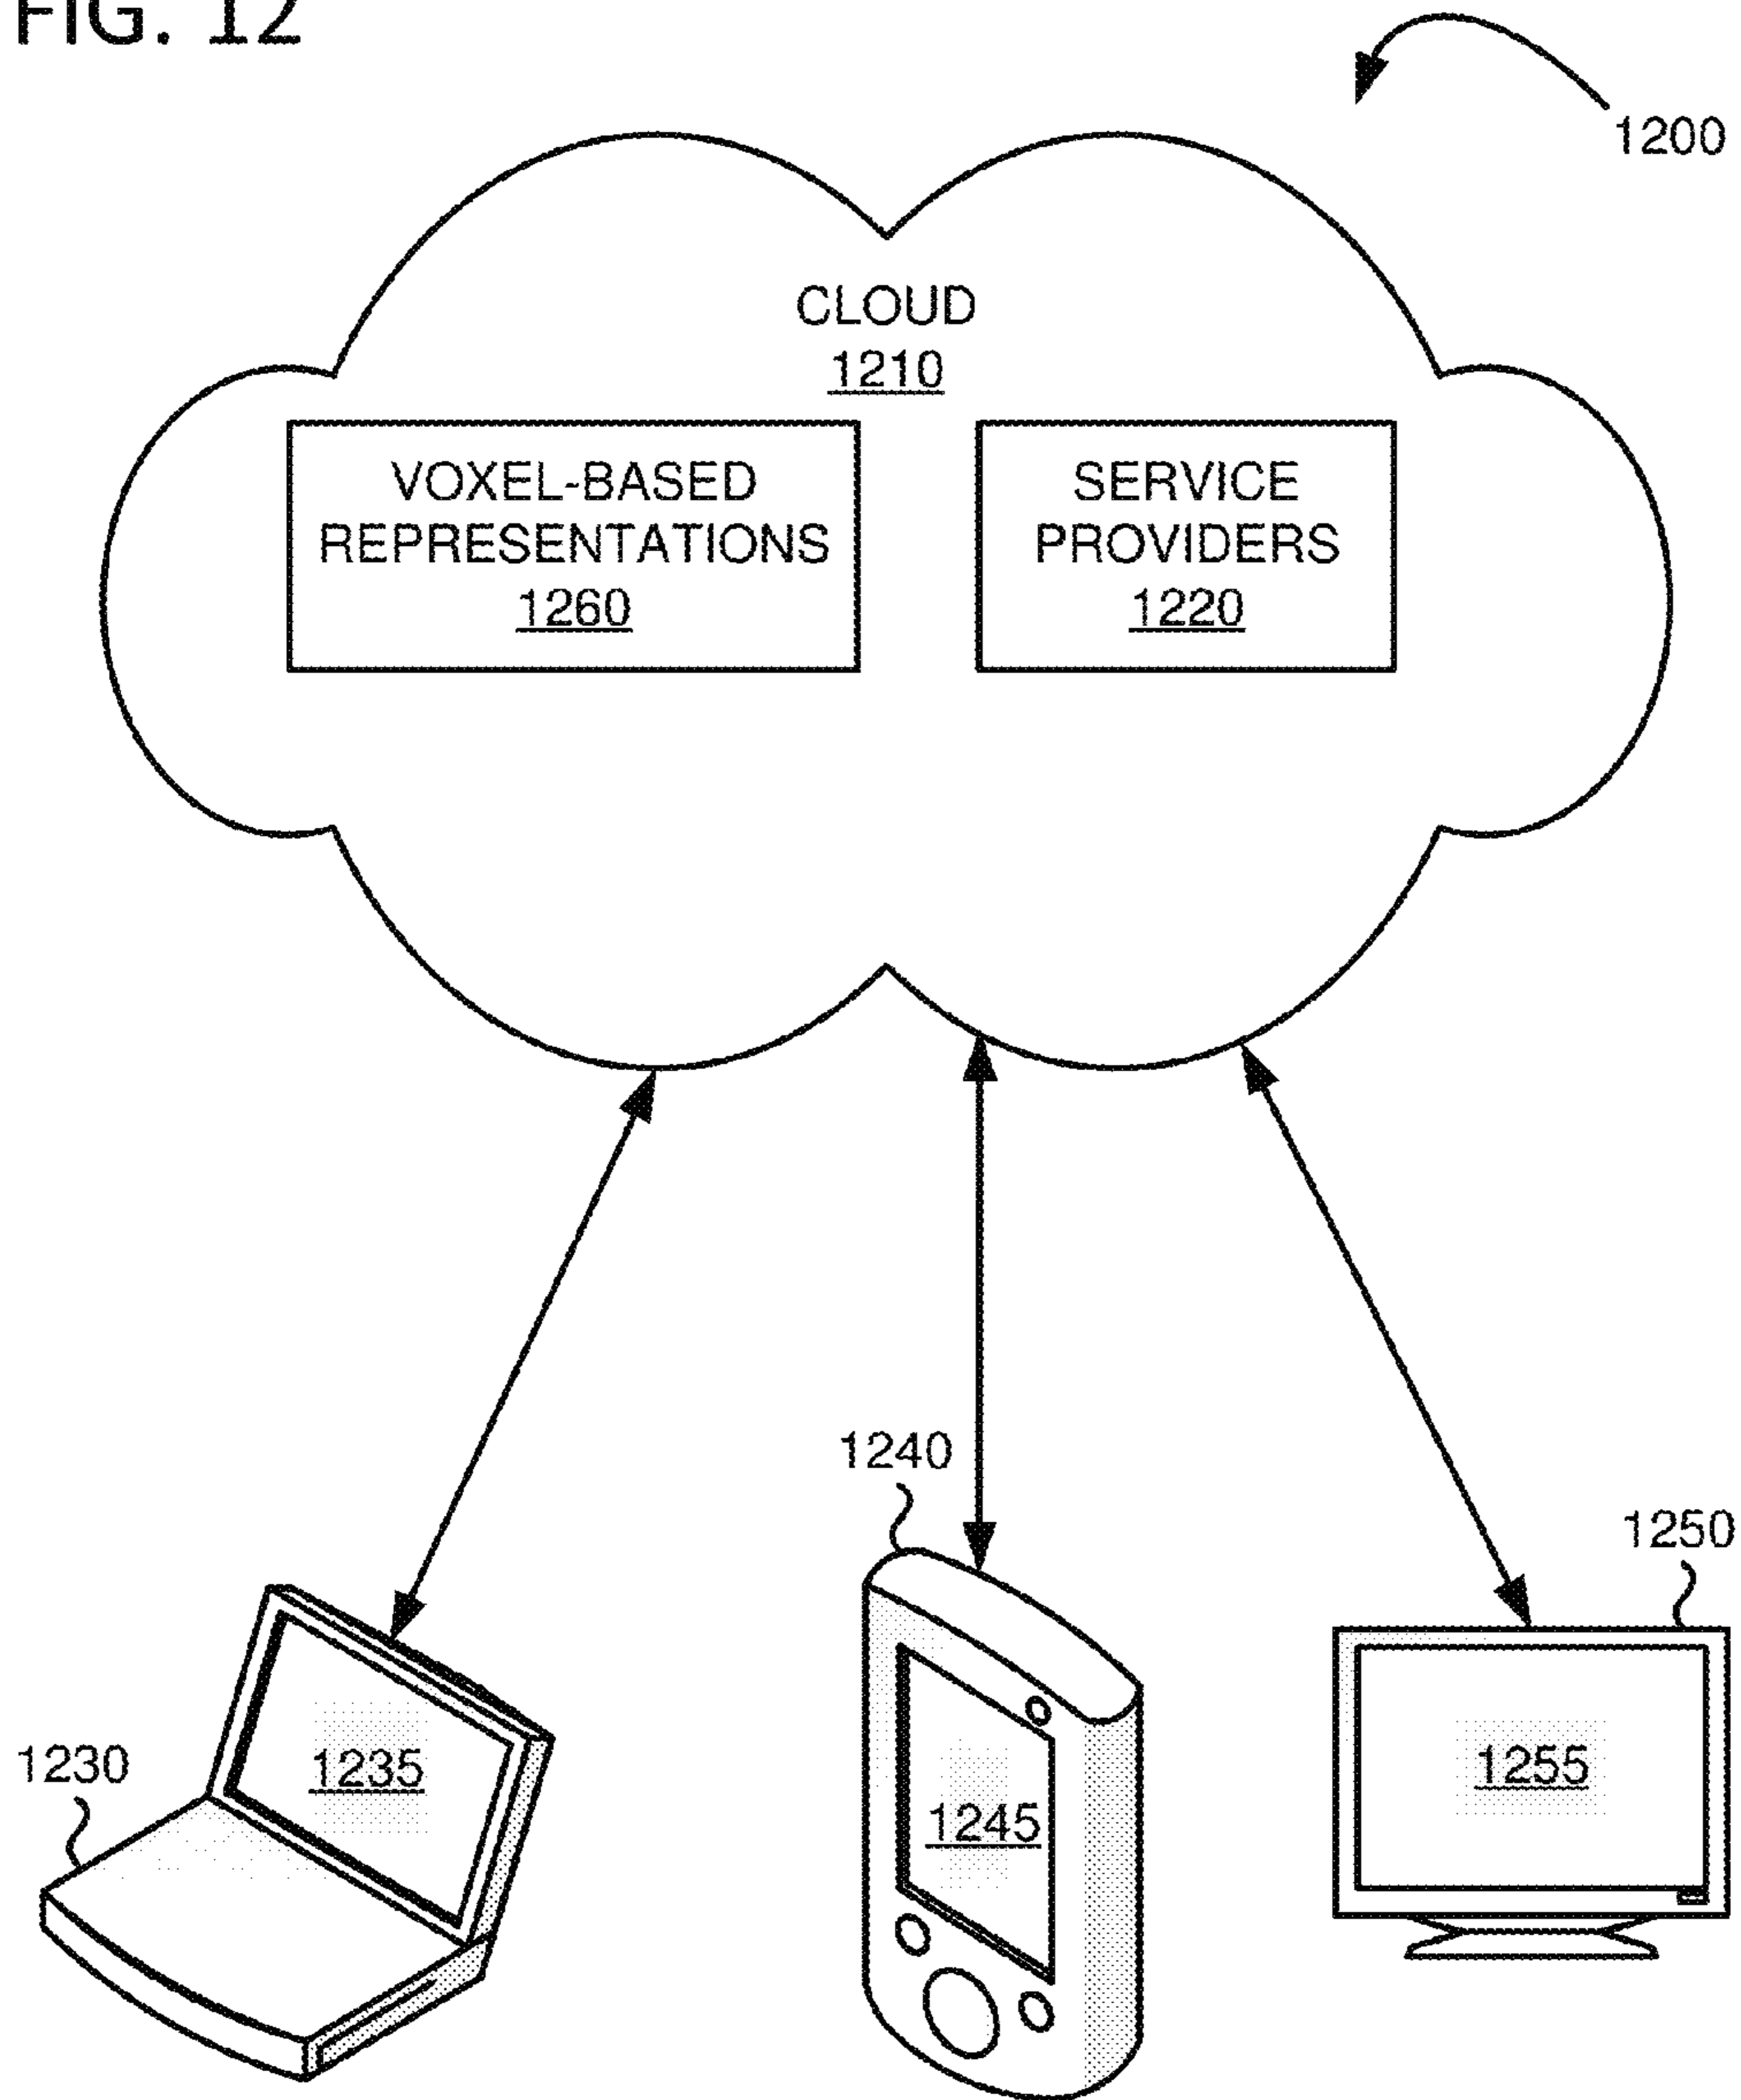 FIG. 12
1200
CLOUD
1210
VOXEL-BASED
REPRESENTATIONS
1260
SERVICE
PROVIDERS
1220
1240
1250
1230
1235
1245
1255